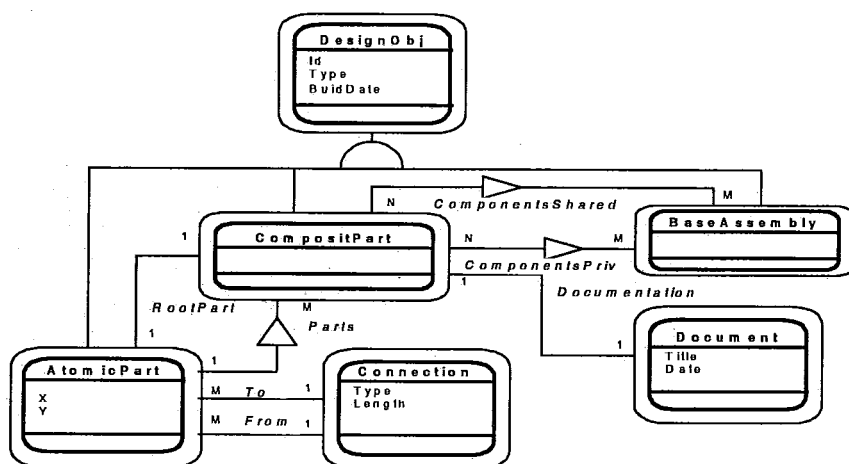 DesignObj
Id
Type
BuidDate
N
M
ComponentsShared
1
CompositPart
N
M
BaseAssembly
ComponentsPriv
1
Documentation
RootPart
M
Parts
1
1
Document
Title
Date
AtomicPart
1
X
Y
M
To
1
Connection
Type
Length
M
From
1